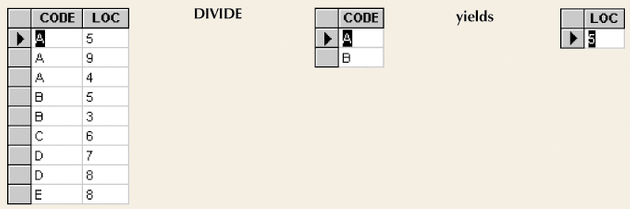 CODE LOC DIVIDE CODE yields LOC
A 5 A 5
A 9 B
A 4
B 5
B 3
C 6
D 7
D 8
E 8